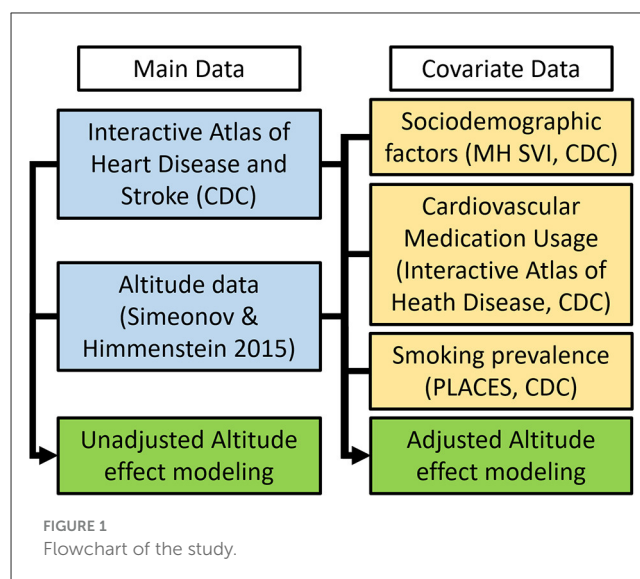 Main Data
Interactive Atlas of
Heart Disease and
Stroke (CDC)
Altitude data
(Simeonov &
Himmenstein 2015)
Unadjusted Altitude
effect modeling
Covariate Data
Sociodemographic
factors (MH SVI, CDC)
Cardiovascular
Medication Usage
(Interactive Atlas of
Heath Disease, CDC)
Smoking prevalence
(PLACES, CDC)
Adjusted Altitude
effect modeling
FIGURE 1
Flowchart of the study.